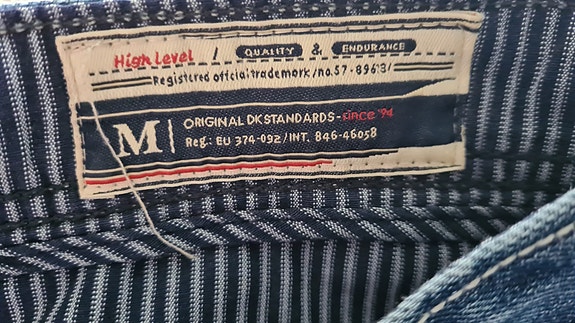 High Level / QUALITY & ENDURANCE
Registered official trademark/no.57-89613/
M | ORIGINAL DK STANDARDS-since '94
Reg: EU 374-092/INT. 846-46058